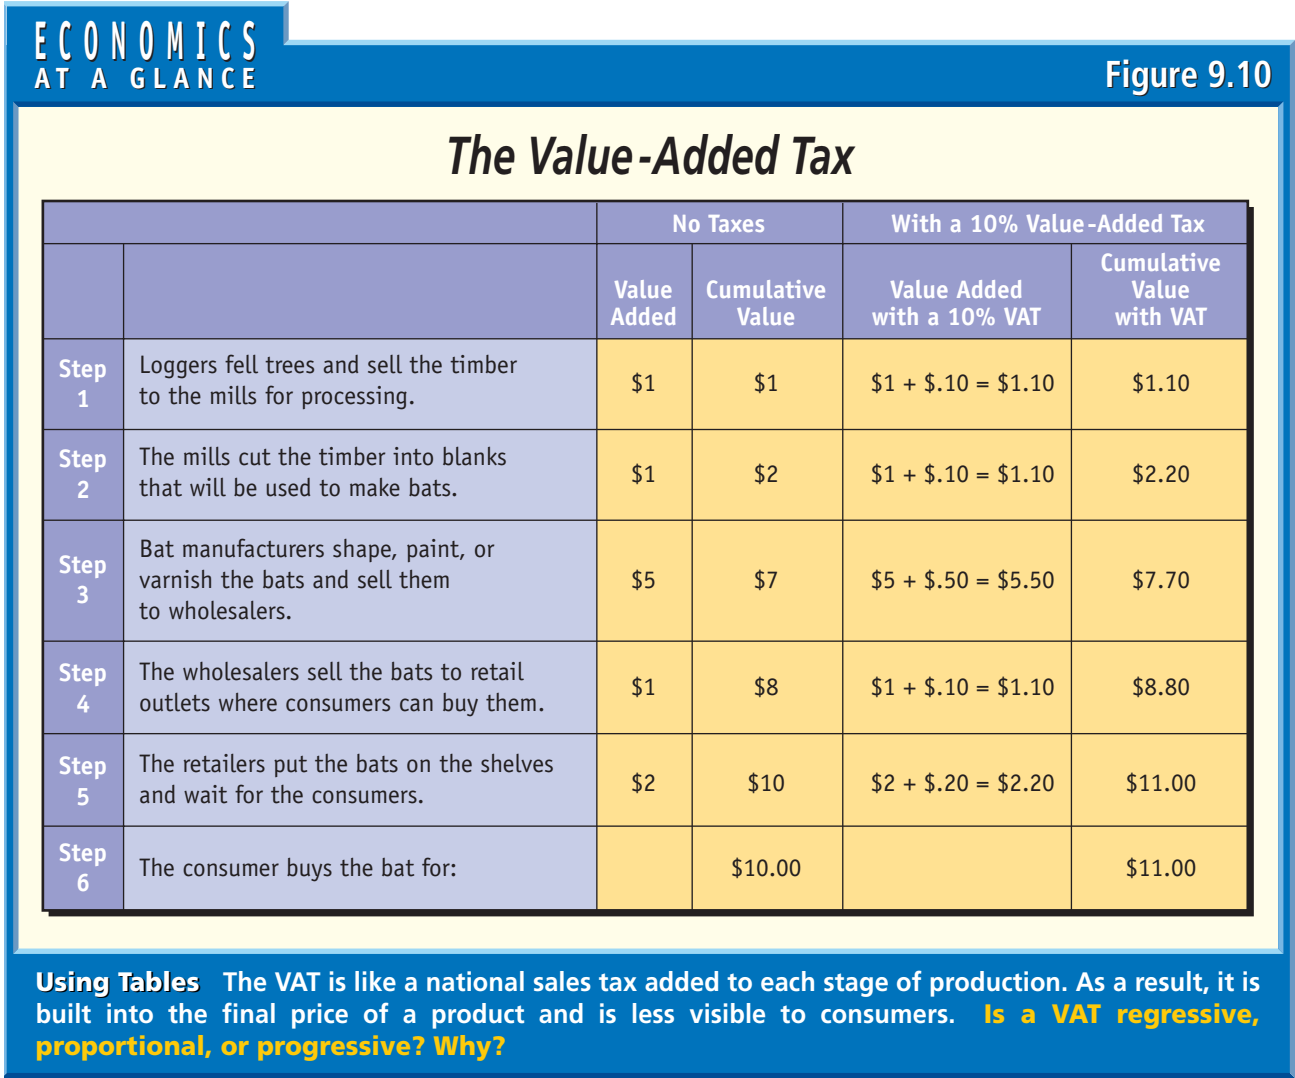 ECONOMICS
AT A GLANCE
Figure 9.10
The Value-Added Tax
No Taxes
With a 10% Value-Added Tax
Value
Added
Cumulative
Value
Value Added
with a 10% VAT
Cumulative
Value
with VAT
Step
1
Loggers fell trees and sell the timber
to the mills for processing.
$1
$1
$1 + $.10 = $1.10
$1.10
Step
2
The mills cut the timber into blanks
that will be used to make bats.
$1
$2
$1 + $.10 = $1.10
$2.20
Step
3
Bat manufacturers shape, paint, or
varnish the bats and sell them
to wholesalers.
$5
$7
$5 + $.50 = $5.50
$7.70
Step
4
The wholesalers sell the bats to retail
outlets where consumers can buy them.
$1
$8
$1 + $.10 = $1.10
$8.80
Step
5
The retailers put the bats on the shelves
and wait for the consumers.
$2
$10
$2 + $.20 = $2.20
$11.00
Step
6
The consumer buys the bat for:
$10.00
$11.00
Using Tables The VAT is like a national sales tax added to each stage of production. As a result, it is
built into the final price of a product and is less visible to consumers. Is a VAT regressive,
proportional, or progressive? Why?